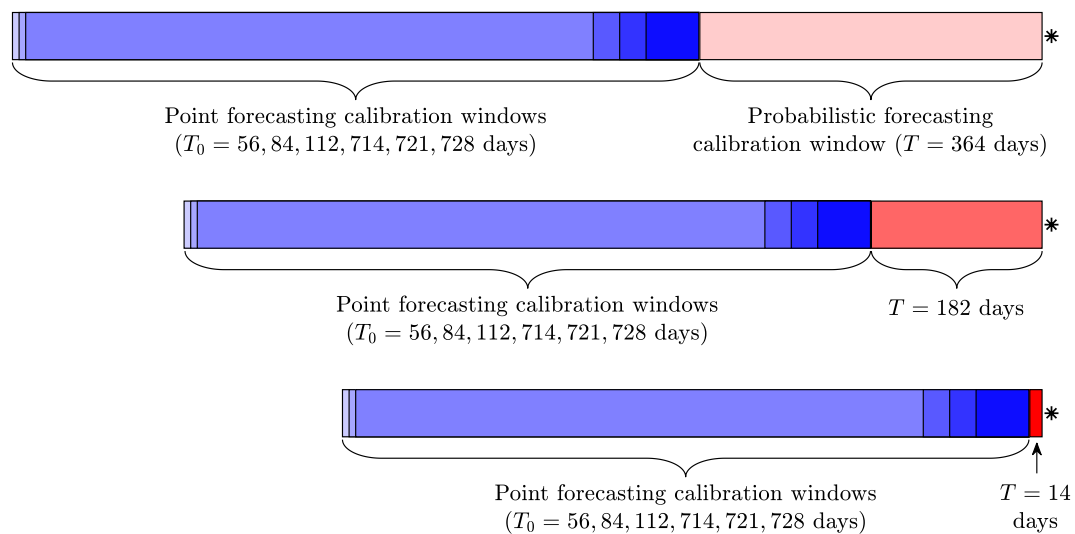 Point forecasting calibration windows
(T₀ = 56, 84, 112, 714, 721, 728 days)
Probabilistic forecasting
calibration window (T = 364 days)
Point forecasting calibration windows
(T₀ = 56, 84, 112, 714, 721, 728 days)
T = 182 days
Point forecasting calibration windows
(T₀ = 56, 84, 112, 714, 721, 728 days)
T = 14
days